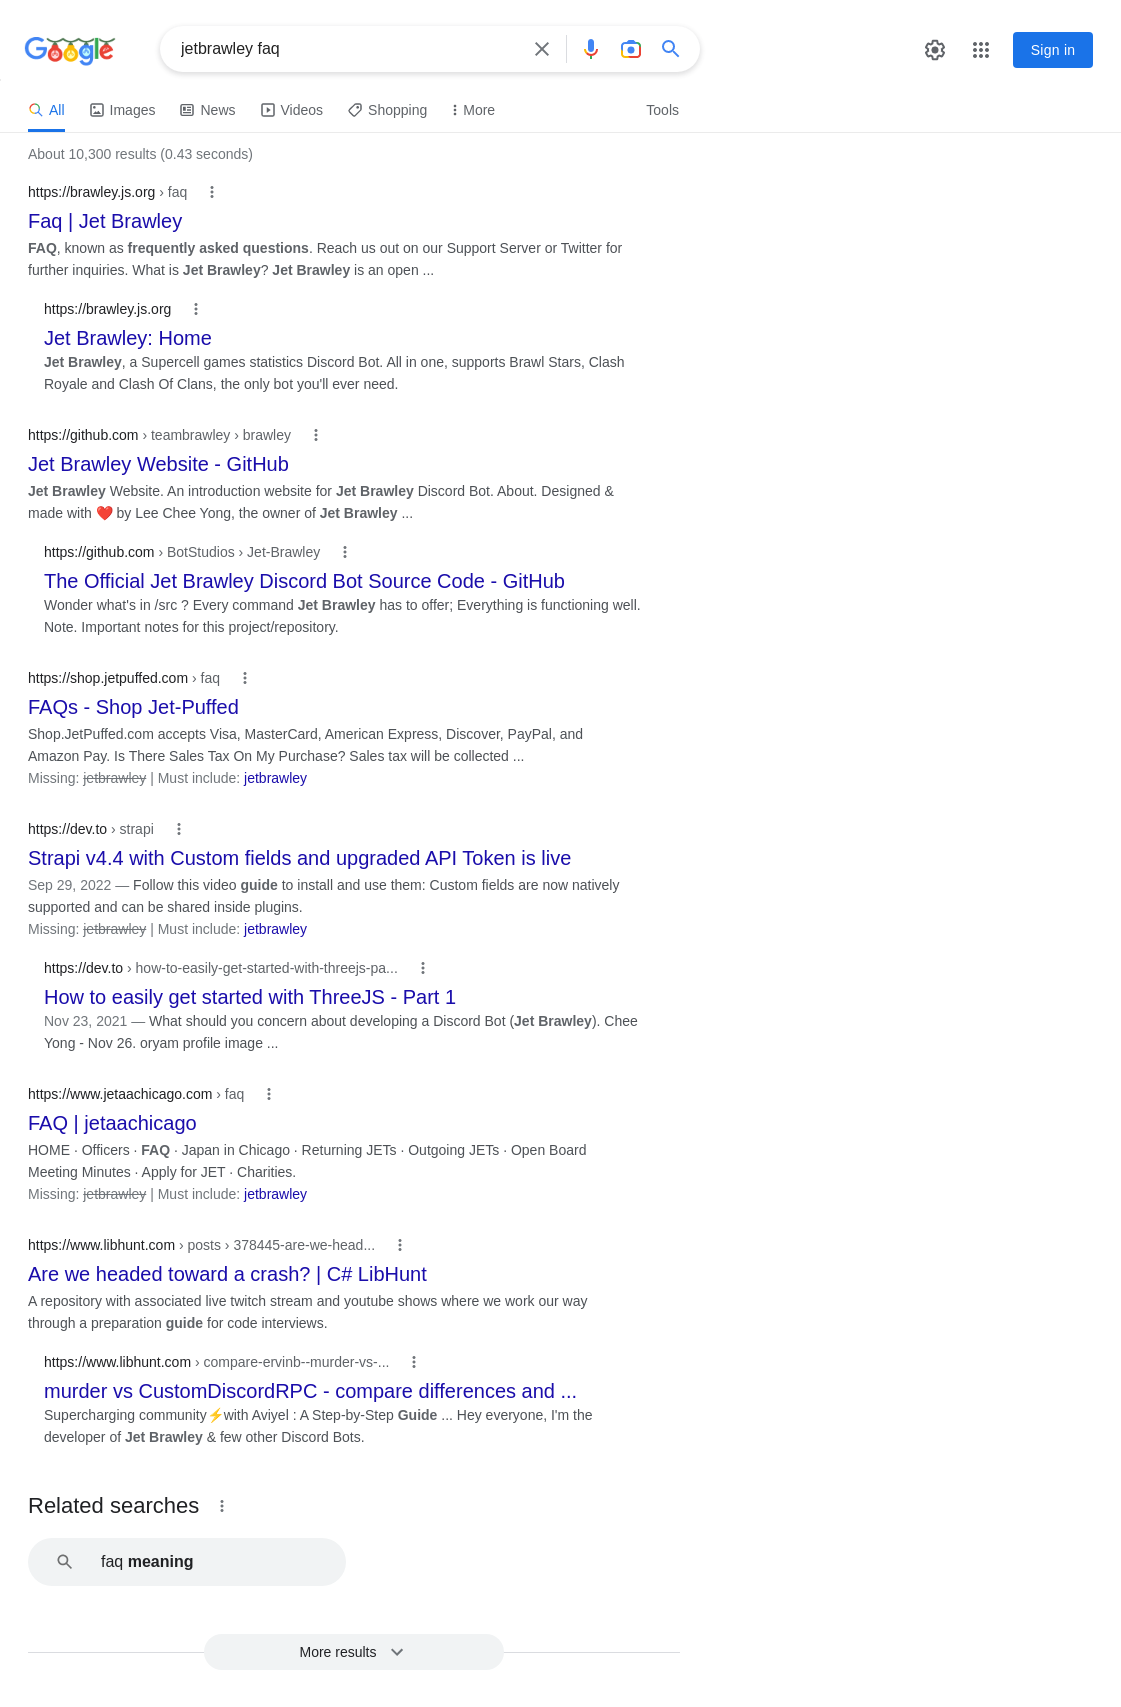 Google
jetbrawley faq
Sign in
All Images News Videos Shopping More Tools
About 10,300 results (0.43 seconds)
https://brawley.js.org › faq
Faq | Jet Brawley
FAQ, known as frequently asked questions. Reach us out on our Support Server or Twitter for
further inquiries. What is Jet Brawley? Jet Brawley is an open ...
https://brawley.js.org
Jet Brawley: Home
Jet Brawley, a Supercell games statistics Discord Bot. All in one, supports Brawl Stars, Clash
Royale and Clash Of Clans, the only bot you'll ever need.
https://github.com › teambrawley › brawley
Jet Brawley Website - GitHub
Jet Brawley Website. An introduction website for Jet Brawley Discord Bot. About. Designed &
made with ❤️ by Lee Chee Yong, the owner of Jet Brawley ...
https://github.com › BotStudios › Jet-Brawley
The Official Jet Brawley Discord Bot Source Code - GitHub
Wonder what's in /src ? Every command Jet Brawley has to offer; Everything is functioning well.
Note. Important notes for this project/repository.
https://shop.jetpuffed.com › faq
FAQs - Shop Jet-Puffed
Shop.JetPuffed.com accepts Visa, MasterCard, American Express, Discover, PayPal, and
Amazon Pay. Is There Sales Tax On My Purchase? Sales tax will be collected ...
Missing: jetbrawley | Must include: jetbrawley
https://dev.to › strapi
Strapi v4.4 with Custom fields and upgraded API Token is live
Sep 29, 2022 — Follow this video guide to install and use them: Custom fields are now natively
supported and can be shared inside plugins.
Missing: jetbrawley | Must include: jetbrawley
https://dev.to › how-to-easily-get-started-with-threejs-pa...
How to easily get started with ThreeJS - Part 1
Nov 23, 2021 — What should you concern about developing a Discord Bot (Jet Brawley). Chee
Yong - Nov 26. oryam profile image ...
https://www.jetaachicago.com › faq
FAQ | jetaachicago
HOME · Officers · FAQ · Japan in Chicago · Returning JETs · Outgoing JETs · Open Board
Meeting Minutes · Apply for JET · Charities.
Missing: jetbrawley | Must include: jetbrawley
https://www.libhunt.com › posts › 378445-are-we-head...
Are we headed toward a crash? | C# LibHunt
A repository with associated live twitch stream and youtube shows where we work our way
through a preparation guide for code interviews.
https://www.libhunt.com › compare-ervinb--murder-vs-...
murder vs CustomDiscordRPC - compare differences and ...
Supercharging community⚡with Aviyel : A Step-by-Step Guide ... Hey everyone, I'm the
developer of Jet Brawley & few other Discord Bots.
Related searches
faq meaning
More results